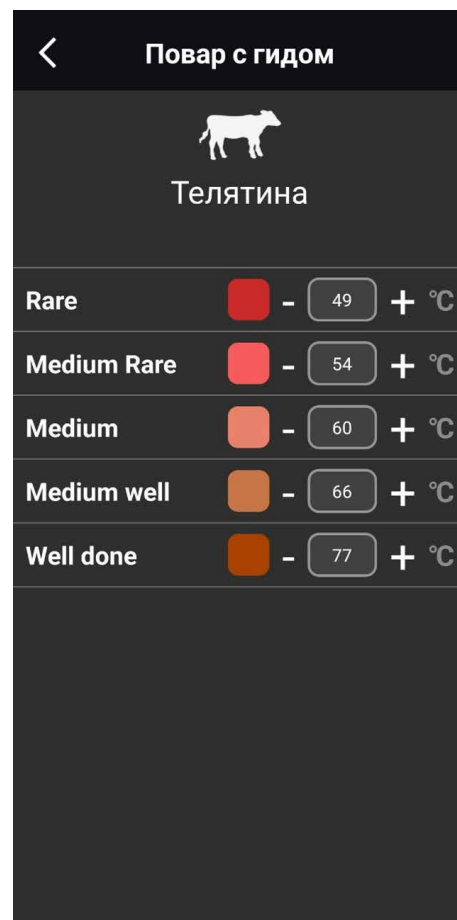 Повар с гидом
Телятина
Rare - 49 + °C
Medium Rare - 54 + °C
Medium - 60 + °C
Medium well - 66 + °C
Well done - 77 + °C